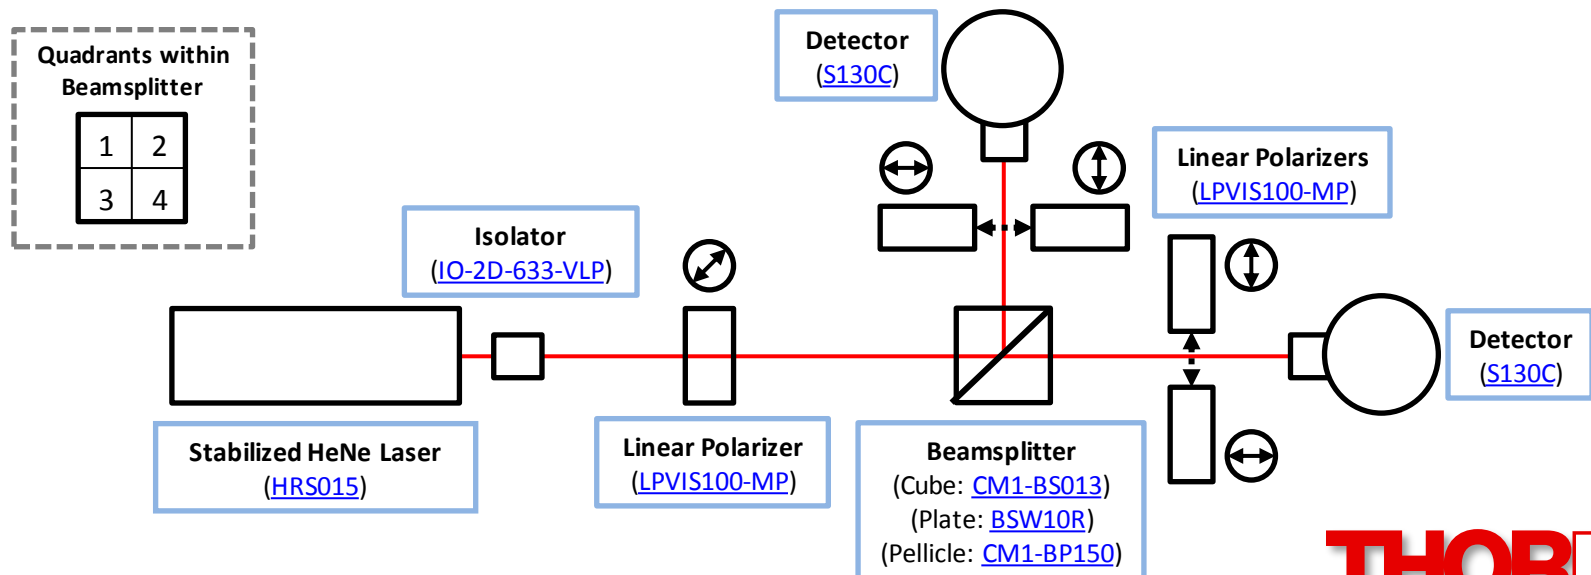 Quadrants within
Beamsplitter
1 2
3 4
Detector
(S130C)
Linear Polarizers
(LPVIS100-MP)
Isolator
(IO-2D-633-VLP)
Detector
(S130C)
Stabilized HeNe Laser
(HRS015)
Linear Polarizer
(LPVIS100-MP)
Beamsplitter
(Cube: CM1-BS013)
(Plate: BSW10R)
(Pellicle: CM1-BP150)